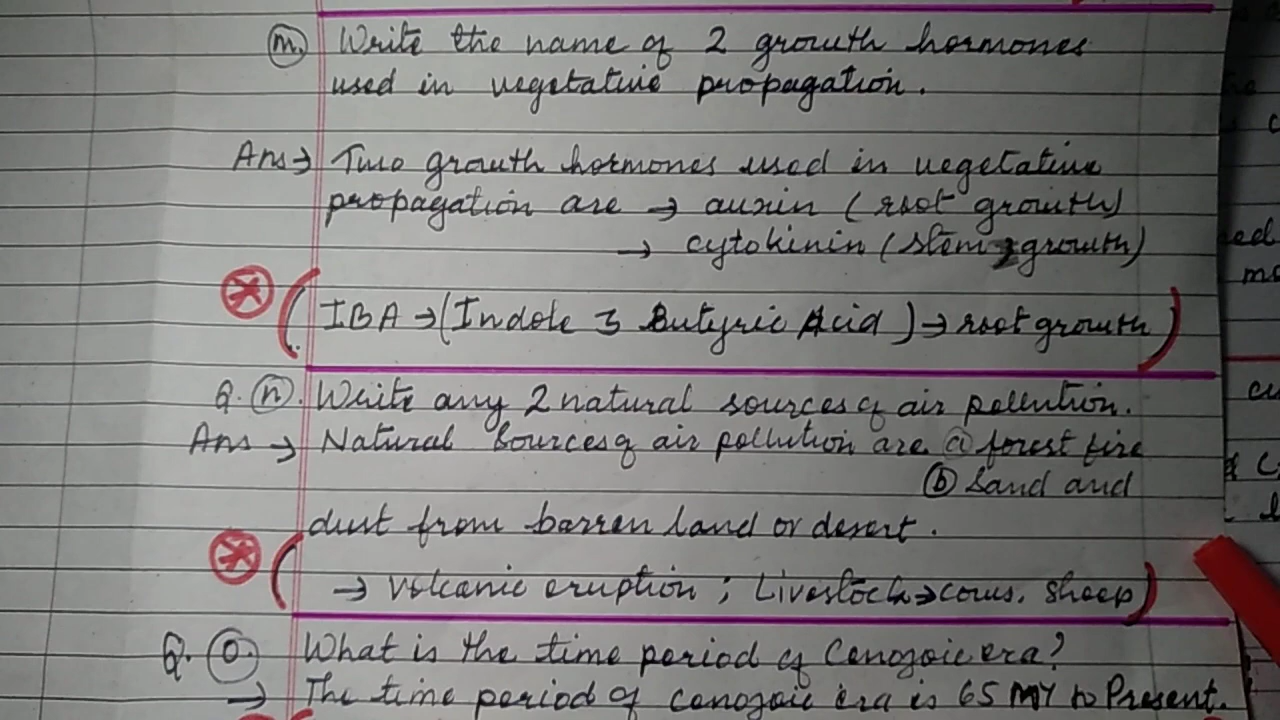 m. Write the name of 2 growth hormones
used in vegetative propagation.
Ans → Two growth hormones used in vegetative
propagation are → auxin (root growth)
→ cytokinin (stem growth)
(IBA → (Indole 3 Butyric Acid) → root growth)
Q. n. Write any 2 natural sources of air pollution.
Ans → Natural sources of air pollution are a forest fire
b sand and
dust from barren land or desert.
(→ volcanic eruption ; Livestock → cows, sheep)
Q. O. What is the time period of Cenozoic era?
→ The time period of cenozoic era is 65 MY to Present.